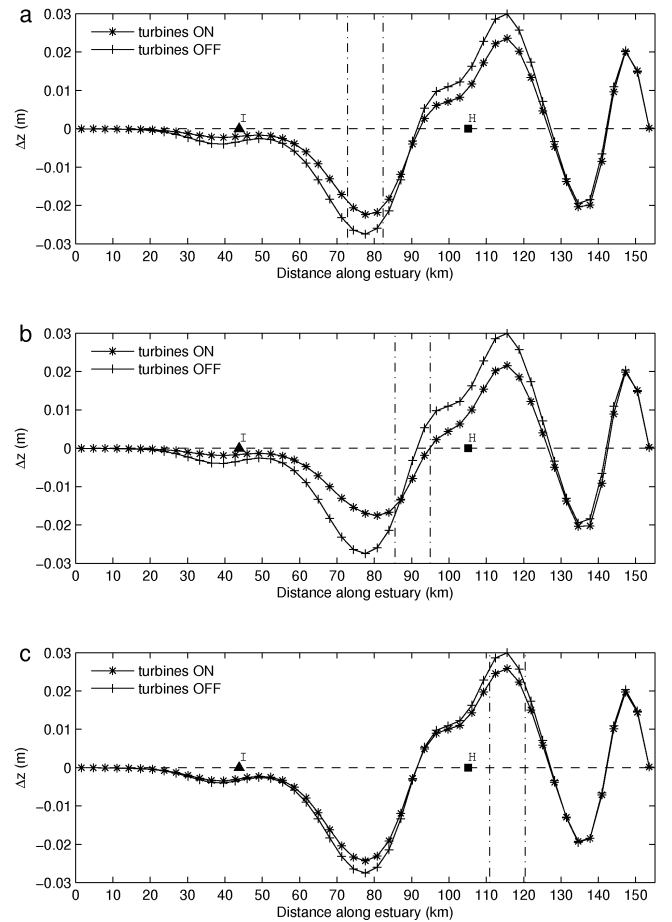 a
0.03
0.02
0.01
0
−0.01
−0.02
−0.03
Δz (m)
turbines ON
turbines OFF
I
H
0 10 20 30 40 50 60 70 80 90 100 110 120 130 140 150
Distance along estuary (km)
b
0.03
0.02
0.01
0
−0.01
−0.02
−0.03
Δz (m)
turbines ON
turbines OFF
I
H
0 10 20 30 40 50 60 70 80 90 100 110 120 130 140 150
Distance along estuary (km)
c
0.03
0.02
0.01
0
−0.01
−0.02
−0.03
Δz (m)
turbines ON
turbines OFF
I
H
0 10 20 30 40 50 60 70 80 90 100 110 120 130 140 150
Distance along estuary (km)